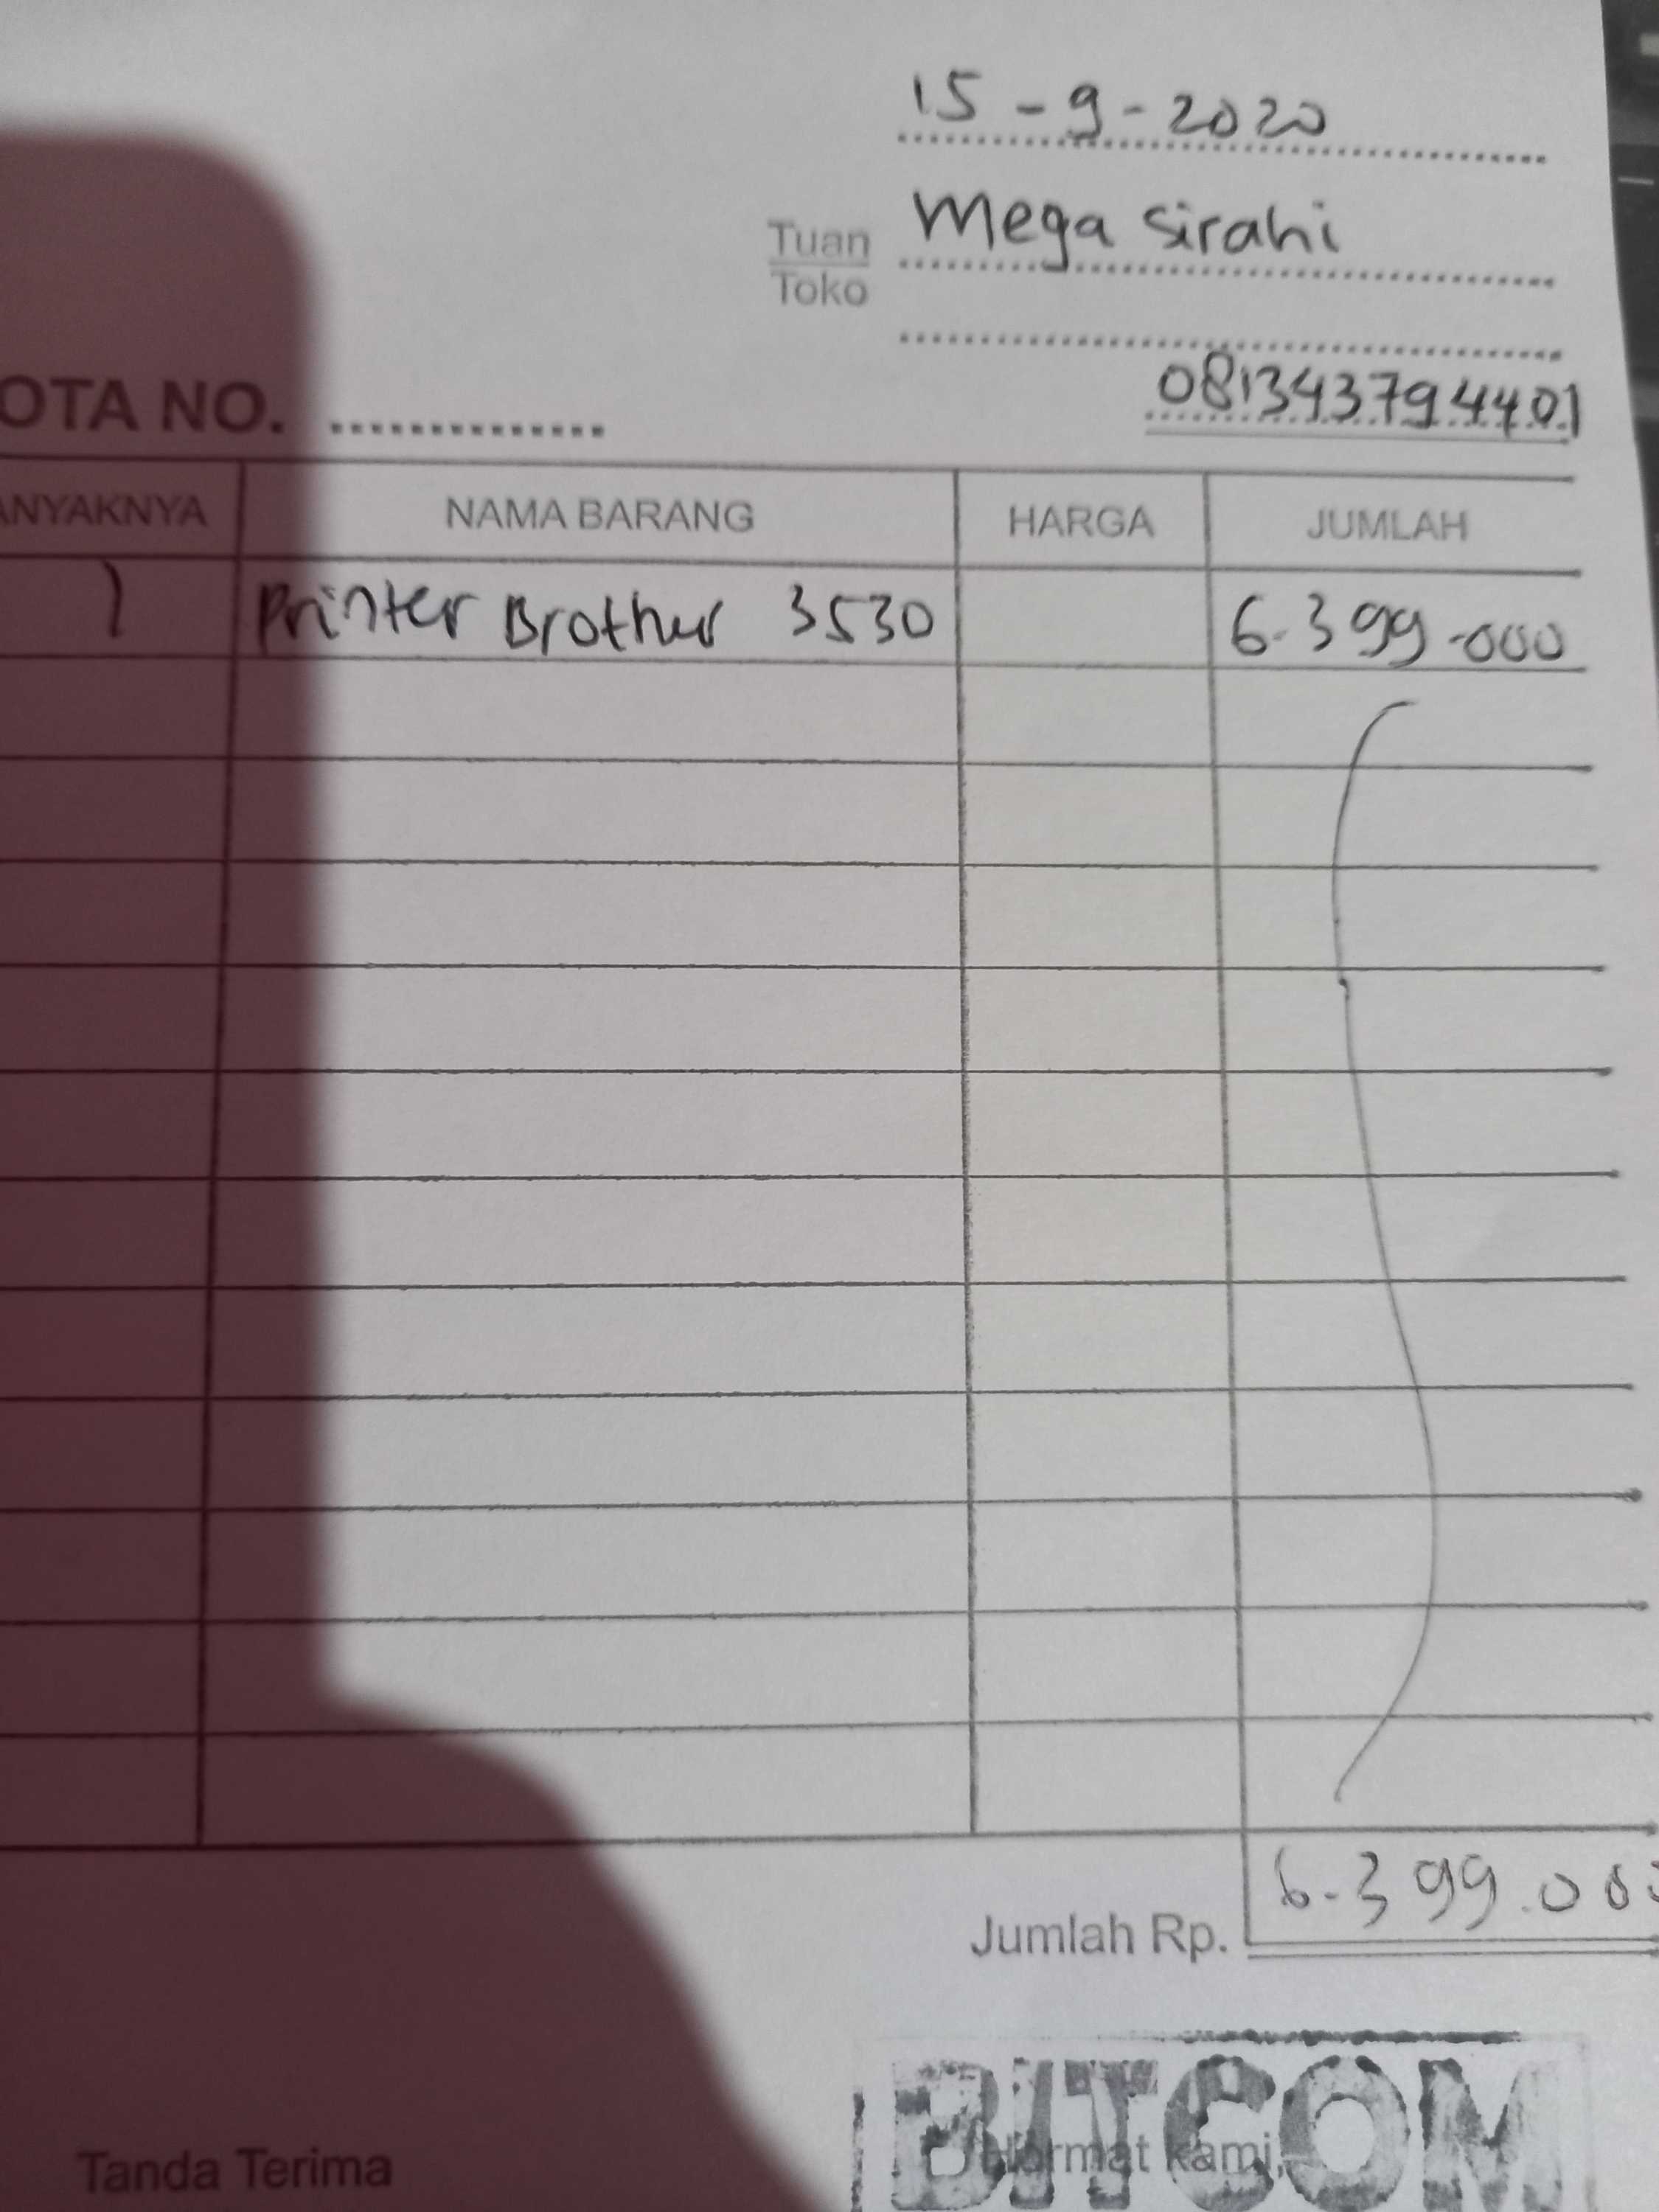 15 - 9 - 2020
Tuan
Toko
Mega Sirahi
081343794401
OTA NO. ..............
ANYAKNYA NAMA BARANG HARGA JUMLAH
1 Printer Brother 3530 6.399.000
Jumlah Rp. 6.399.000
BITCOM
Tanda Terima Hormat kami,